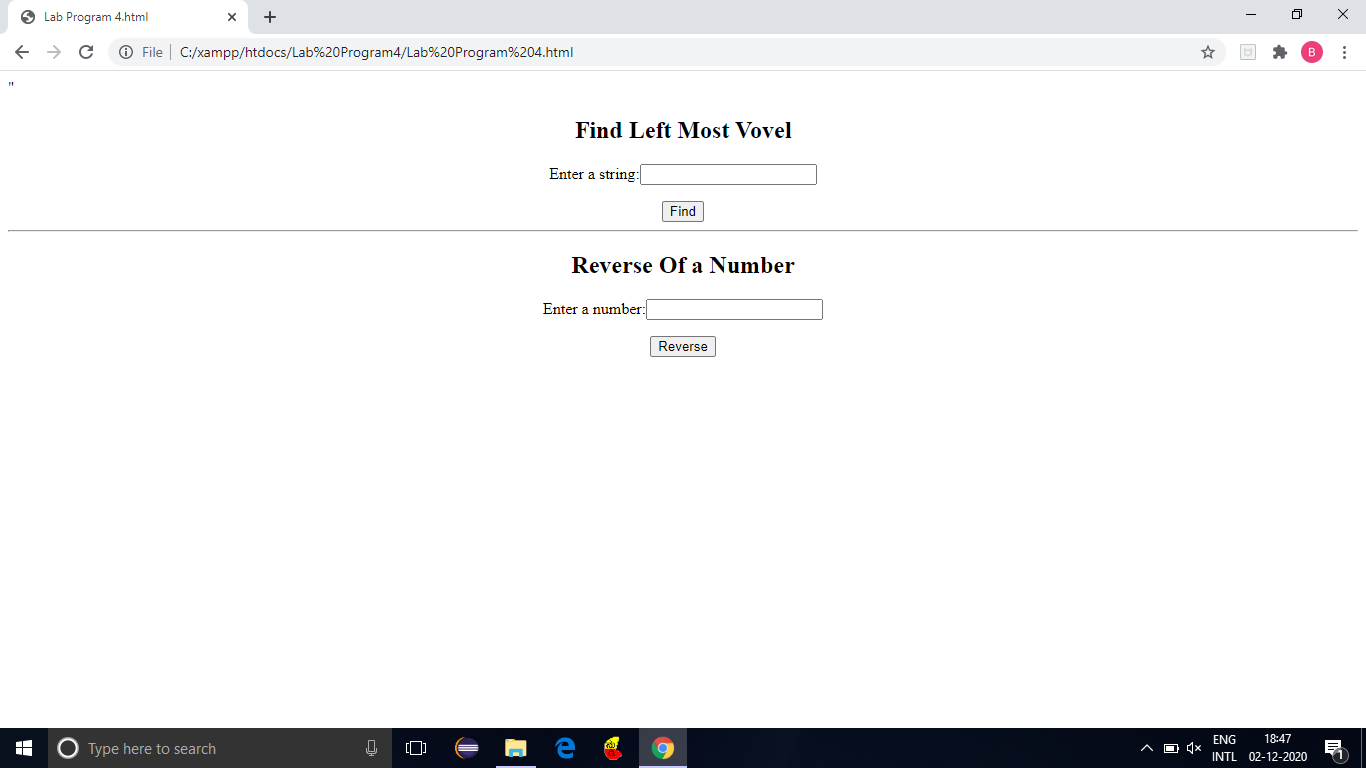 Lab Program 4.html
File C:/xampp/htdocs/Lab%20Program4/Lab%20Program%204.html
B
"
Find Left Most Vovel
Enter a string:
Find
Reverse Of a Number
Enter a number:
Reverse
Type here to search
ENG
INTL
18:47
02-12-2020
1